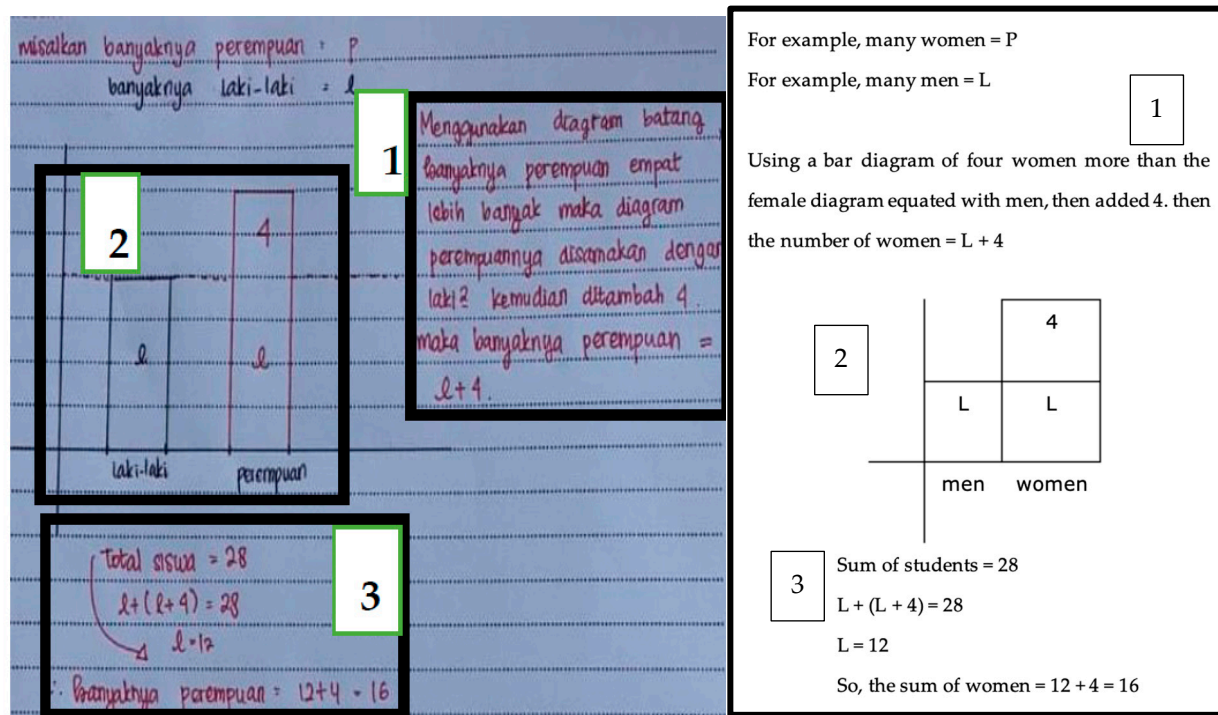 misalkan banyaknya perempuan = P
banyaknya laki-laki = l
1
Menggunakan diagram batang,
banyaknya perempuan empat
lebih banyak maka diagram
perempuannya disamakan dengan
laki2 kemudian ditambah 4.
maka banyaknya perempuan =
l+4.
2
4
l
l
laki-laki
perempuan
3
Total siswa = 28
l+(l+4) = 28
l=12
∴ Banyaknya perempuan = 12+4 = 16
For example, many women = P
For example, many men = L
1
Using a bar diagram of four women more than the
female diagram equated with men, then added 4. then
the number of women = L + 4
2
4
L
L
men
women
3
Sum of students = 28
L + (L + 4) = 28
L = 12
So, the sum of women = 12 + 4 = 16